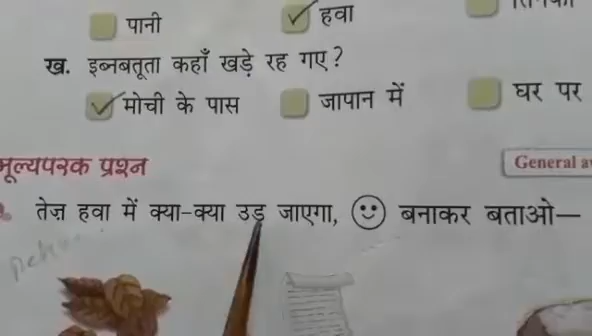 पानी हवा
ख. इब्नबतूता कहाँ खड़े रह गए?
मोची के पास जापान में घर पर
मूल्यपरक प्रश्न General
तेज़ हवा में क्या-क्या उड़ जाएगा, बनाकर बताओ—